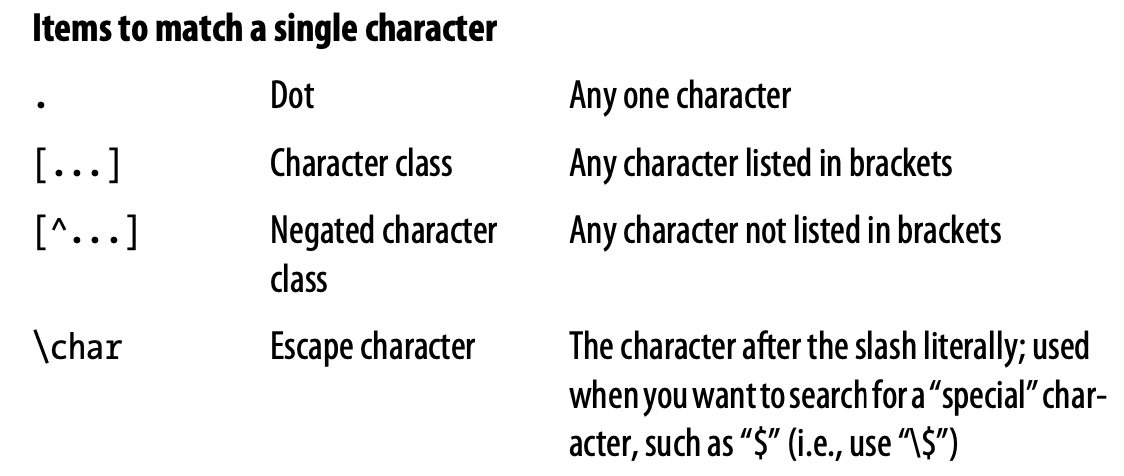 Items to match a single character
. Dot Any one character
[...] Character class Any character listed in brackets
[^...] Negated character Any character not listed in brackets
class
\char Escape character The character after the slash literally; used
when you want to search for a “special” char-
acter, such as “$” (i.e., use “\$”)